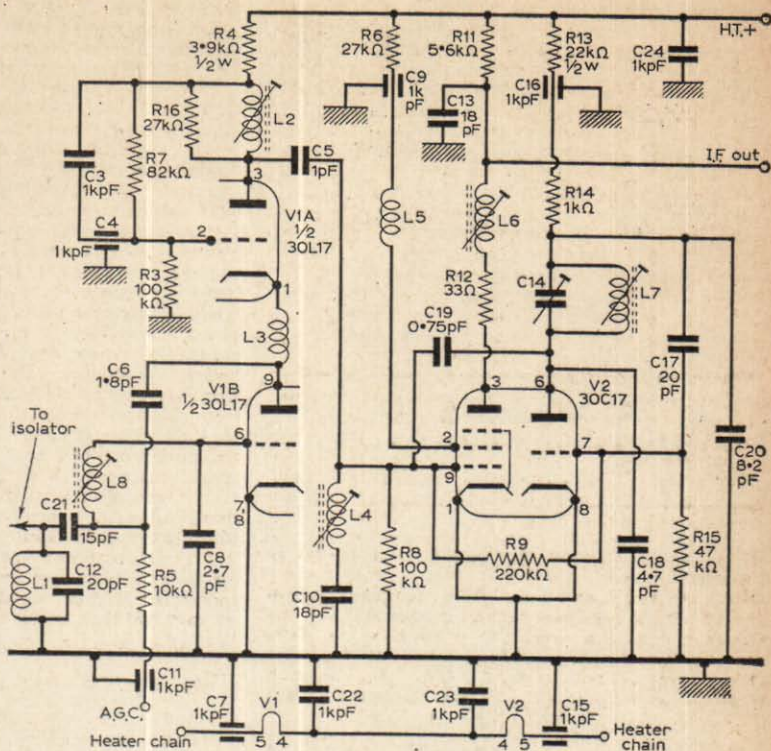 R4
3·9kΩ
½W
R6
27kΩ
R11
5·6kΩ
R13
22kΩ
½W
C24
1kpF
H.T.+
R16
27kΩ
L2
C9
1k
pF
C13
18
pF
C16
1kpF
C3
1kpF
R7
82kΩ
C5
1pF
I.F. out
3
L5
L6
R14
1kΩ
C4
1kpF
2
V1A
½
30L17
R3
100
kΩ
1
R12
33Ω
C14
L7
L3
C19
0·75pF
C17
20
pF
C6
1·8pF
9
V1B
½30L17
3
6
V2
30C17
To
isolator
6
2
7
C20
8·2
pF
L8
9
C21
15pF
7
8
L4
1
8
L1
C12
20pF
R5
10kΩ
C8
2·7
pF
R8
100
kΩ
R9
220kΩ
C18
4·7
pF
R15
47
kΩ
C10
18pF
C11
1kpF
A.G.C.
C7
1kpF
V1
C22
1kpF
C23
1kpF
V2
C15
1kpF
Heater chain
5 4
4 5
Heater
chain